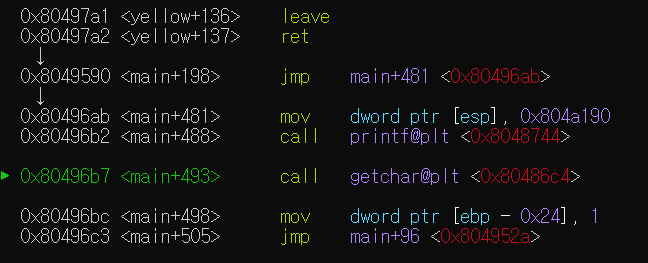 0x80497a1 <yellow+136> leave
0x80497a2 <yellow+137> ret
↓
0x8049590 <main+198> jmp main+481 <0x80496ab>
↓
0x80496ab <main+481> mov dword ptr [esp], 0x804a190
0x80496b2 <main+488> call printf@plt <0x8048744>
► 0x80496b7 <main+493> call getchar@plt <0x80486c4>
0x80496bc <main+498> mov dword ptr [ebp - 0x24], 1
0x80496c3 <main+505> jmp main+96 <0x804952a>